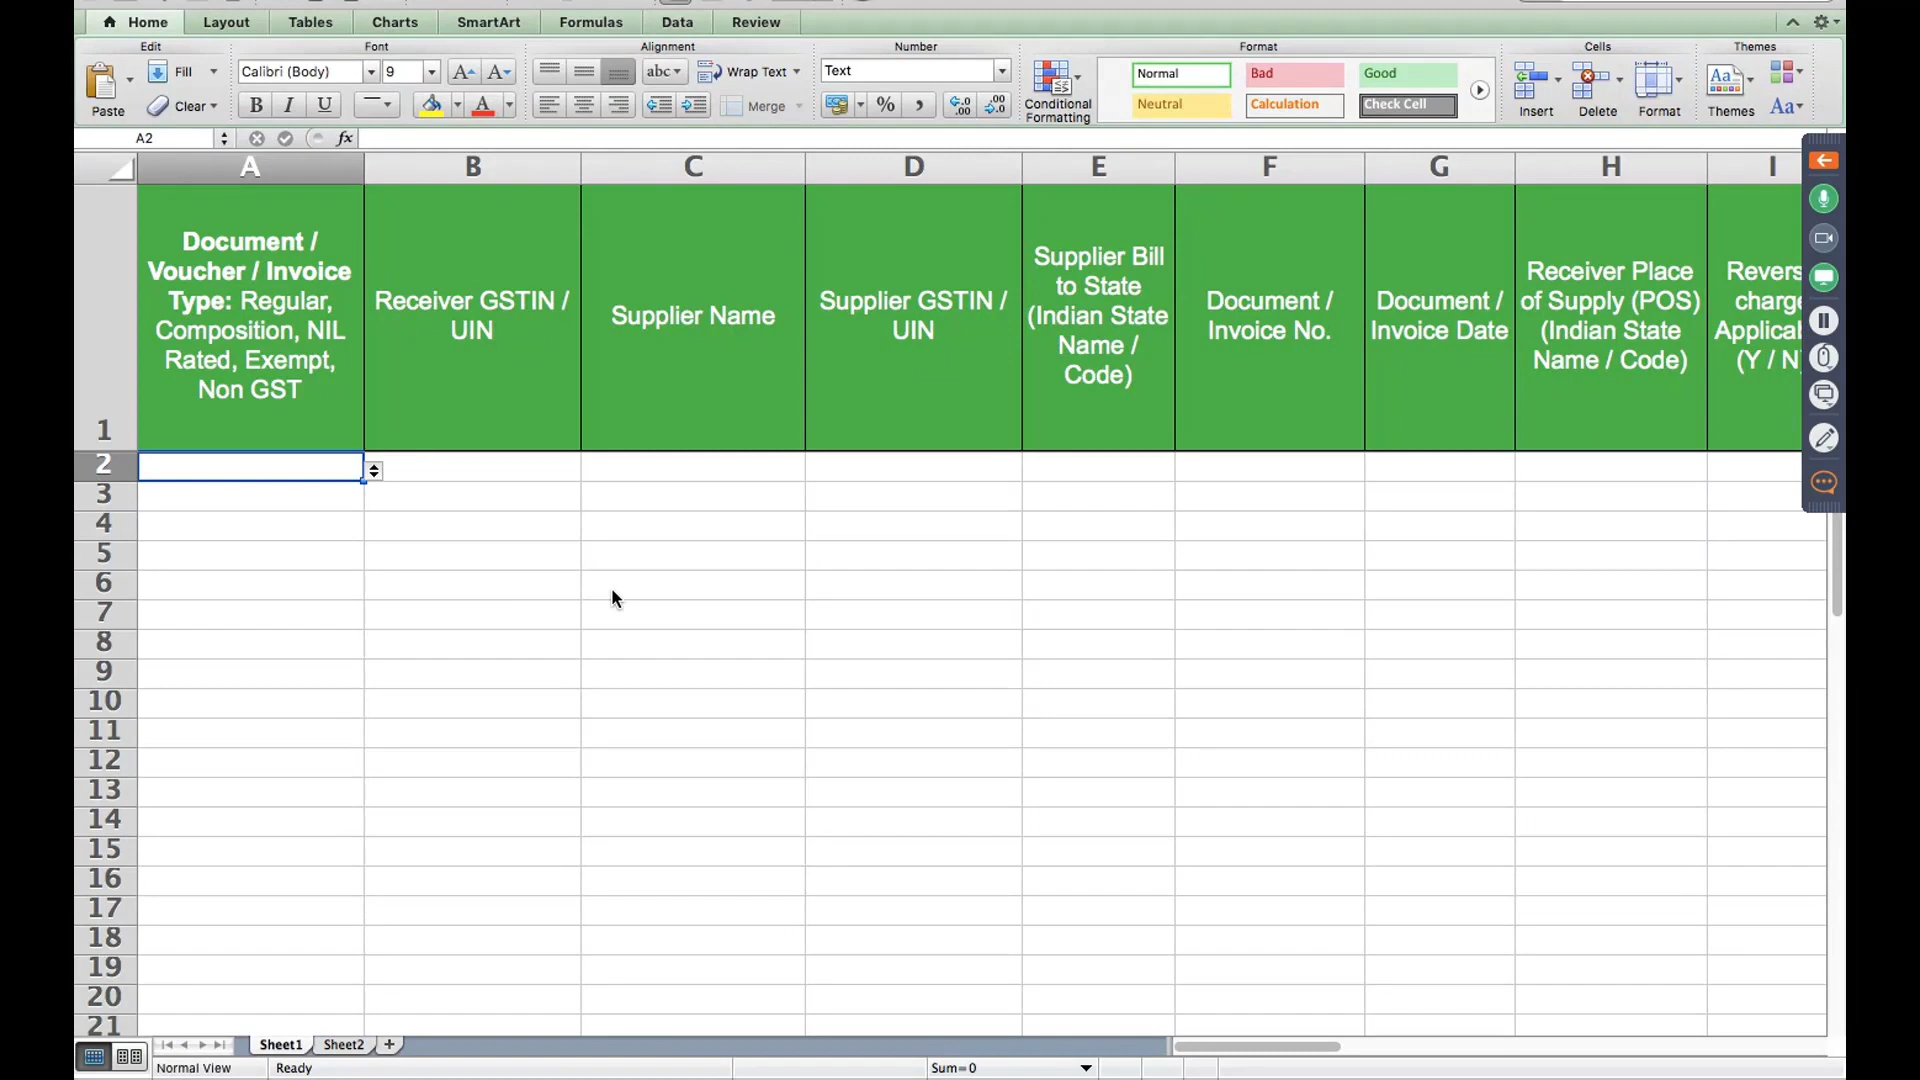 Home Layout Tables Charts SmartArt Formulas Data Review
Edit Font Alignment Number Format Cells Themes
Fill Calibri (Body) 9 abc Wrap Text Text Normal Bad Good
Paste Clear B I U A Merge % Conditional Formatting Neutral Calculation Check Cell Insert Delete Format Themes Aa
A2 fx
A B C D E F G H I
Document /
Voucher / Invoice
Type: Regular,
Composition, NIL
Rated, Exempt,
Non GST
Receiver GSTIN /
UIN
Supplier Name
Supplier GSTIN /
UIN
Supplier Bill
to State
(Indian State
Name /
Code)
Document /
Invoice No.
Document /
Invoice Date
Receiver Place
of Supply (POS)
(Indian State
Name / Code)
Revers
charge
Applica
(Y / N
1
2
3
4
5
6
7
8
9
10
11
12
13
14
15
16
17
18
19
20
21
Sheet1 Sheet2
Normal View Ready Sum=0